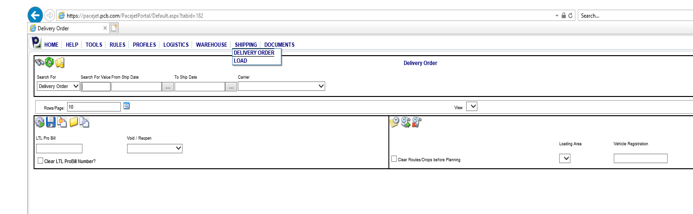 https://pacejet.pcb.com/PacejetPortal/Default.aspx?tabid=182
Search...
Delivery Order
HOME HELP TOOLS RULES PROFILES LOGISTICS WAREHOUSE SHIPPING DOCUMENTS
DELIVERY ORDER
LOAD
Delivery Order
Search For Search For Value From Ship Date To Ship Date Carrier
Delivery Order ... ...
Rows/Page: 10 View
LTL Pro Bill Void / Reopen
Loading Area Vehicle Registration
Clear LTL ProBill Number?
Clear Routes/Drops before Planning